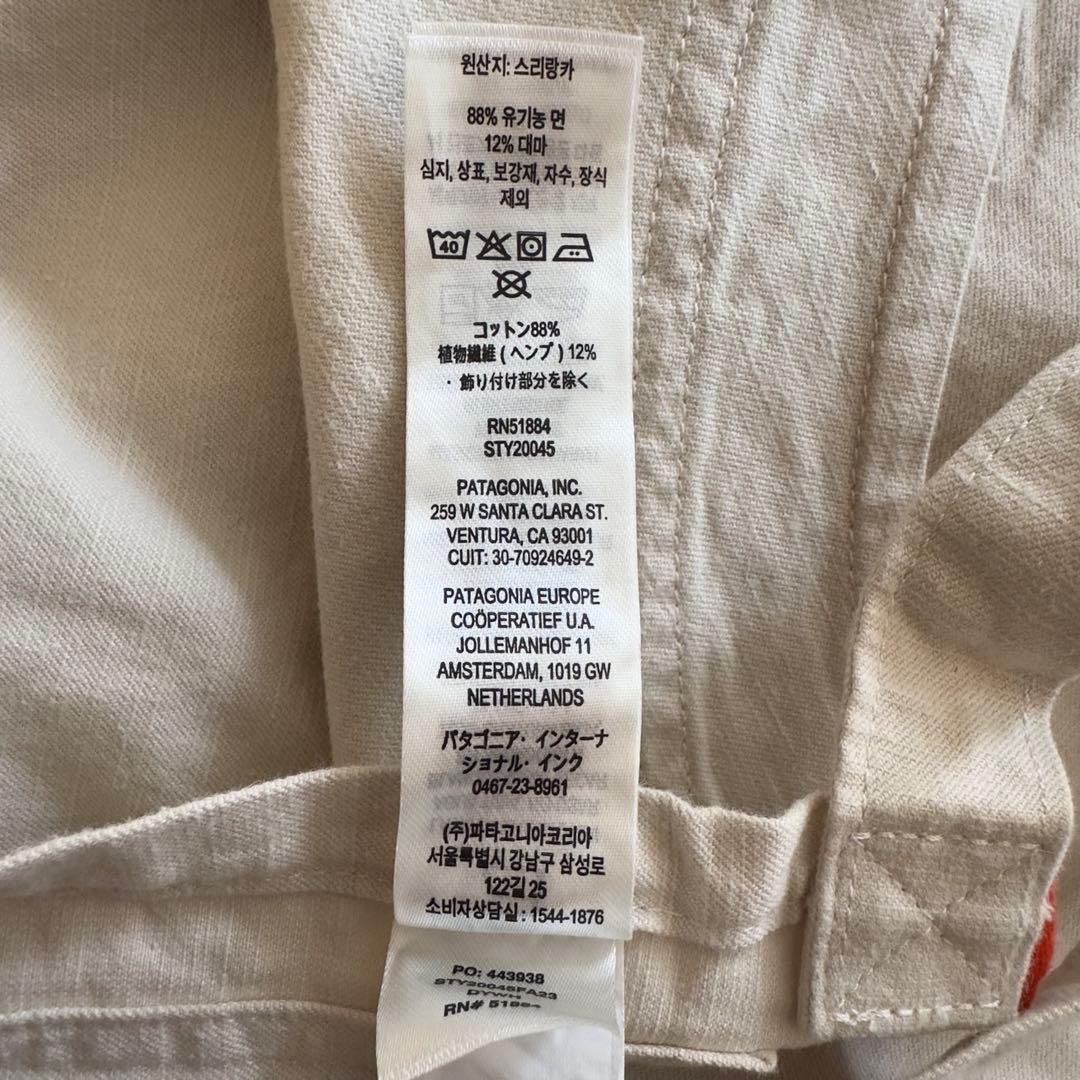 원산지: 스리랑카
88% 유기농 면
12% 대마
심지, 상표, 보강재, 자수, 장식
제외
40
コットン88%
植物繊維 ( ヘンプ ) 12%
・飾り付け部分を除く
RN51884
STY20045
PATAGONIA, INC.
259 W SANTA CLARA ST.
VENTURA, CA 93001
CUIT: 30-70924649-2
PATAGONIA EUROPE
COÖPERATIEF U.A.
JOLLEMANHOF 11
AMSTERDAM, 1019 GW
NETHERLANDS
パタゴニア・インターナ
ショナル・インク
0467-23-8961
(주)파타고니아코리아
서울특별시 강남구 삼성로
122길 25
소비자상담실 : 1544-1876
PO: 443938
STY20045FA23
DYWH
RN# 51884